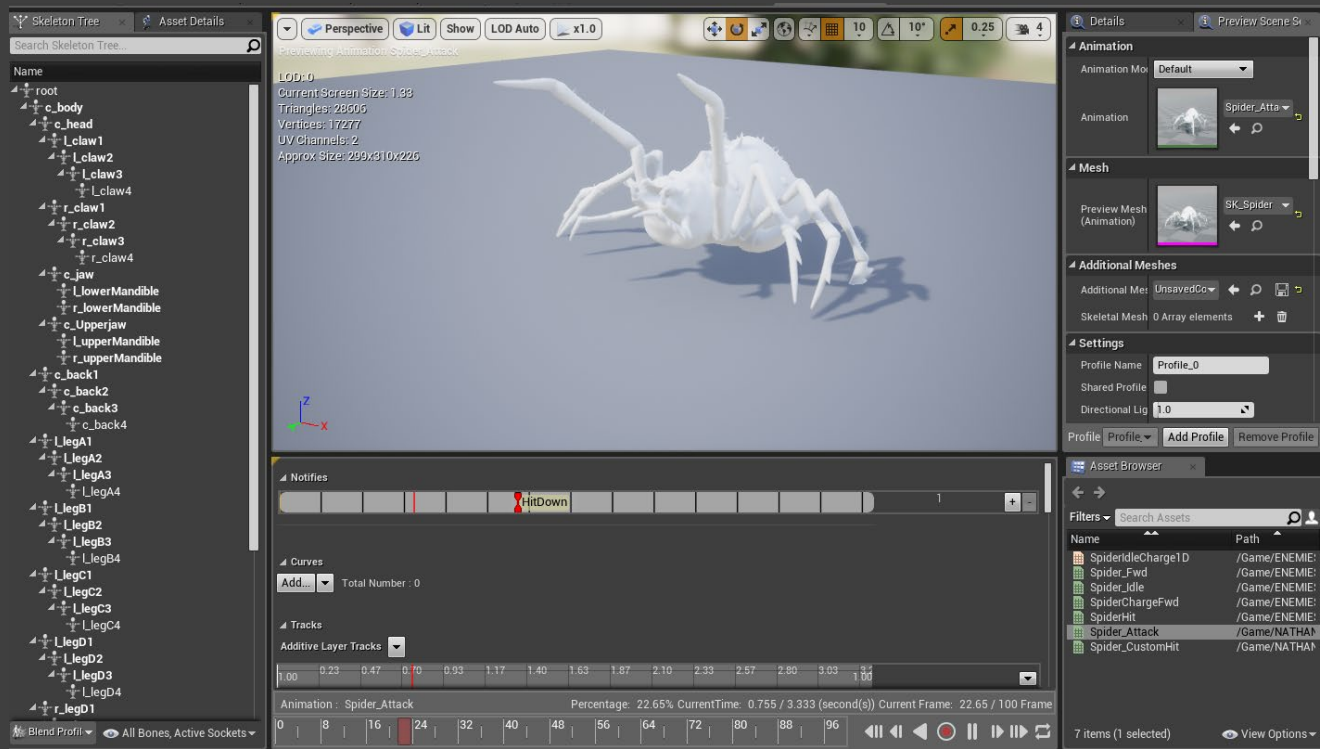 Skeleton Tree
Asset Details
Search Skeleton Tree...
Name
root
c_body
c_head
l_claw1
l_claw2
l_claw3
l_claw4
r_claw1
r_claw2
r_claw3
r_claw4
c_jaw
l_lowerMandible
r_lowerMandible
c_Upperjaw
l_upperMandible
r_upperMandible
c_back1
c_back2
c_back3
c_back4
l_legA1
l_legA2
l_legA3
l_legA4
l_legB1
l_legB2
l_legB3
l_legB4
l_legC1
l_legC2
l_legC3
l_legC4
l_legD1
l_legD2
l_legD3
l_legD4
r_legD1
Blend Profil
All Bones, Active Sockets
Perspective Lit Show LOD Auto x1.0 10 10° 0.25 4
Previewing Animation Spider_Attack
LOD: 0
Current Screen Size: 1.33
Triangles: 28606
Vertices: 17277
UV Channels: 2
Approx Size: 299x310x226
Z
X
Notifies
HitDown
1
+ -
Curves
Add...
Total Number : 0
Tracks
Additive Layer Tracks
0.23 0.47 0.70 0.93 1.17 1.40 1.63 1.87 2.10 2.33 2.57 2.80 3.03
1.00
1.00
Animation : Spider_Attack
Percentage: 22.65% CurrentTime: 0.755 / 3.333 (second(s)) Current Frame: 22.65 / 100 Frame
0 8 16 24 32 40 48 56 64 72 80 88 96
Details
Preview Scene Se
Animation
Animation Mo
Default
Animation
Spider_Atta
Mesh
Preview Mesh
(Animation)
SK_Spider
Additional Meshes
Additional Mes
UnsavedCo
Skeletal Mesh
0 Array elements
Settings
Profile Name
Profile_0
Shared Profile
Directional Lig
1.0
Profile
Profile
Add Profile
Remove Profile
Asset Browser
Filters
Search Assets
Name
Path
SpiderIdleCharge1D /Game/ENEMIE
Spider_Fwd /Game/ENEMIE
Spider_Idle /Game/ENEMIE
SpiderChargeFwd /Game/ENEMIE
SpiderHit /Game/ENEMIE
Spider_Attack /Game/NATHAN
Spider_CustomHit /Game/NATHAN
7 items (1 selected)
View Options